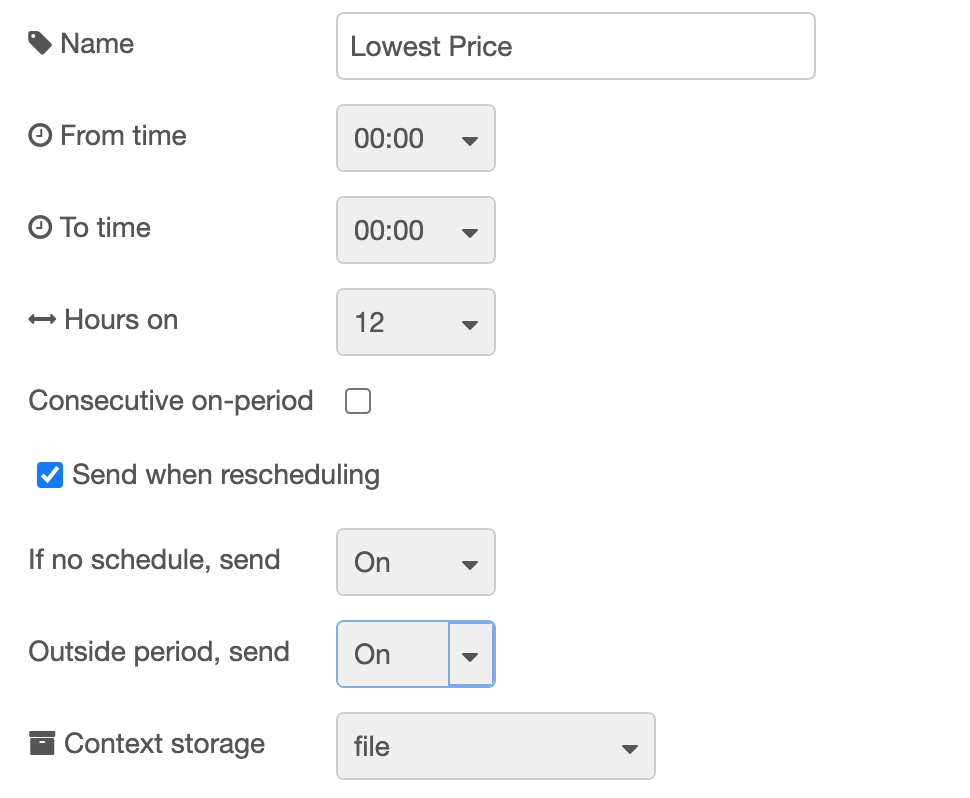 Name Lowest Price
From time 00:00
To time 00:00
Hours on 12
Consecutive on-period
Send when rescheduling
If no schedule, send On
Outside period, send On
Context storage file